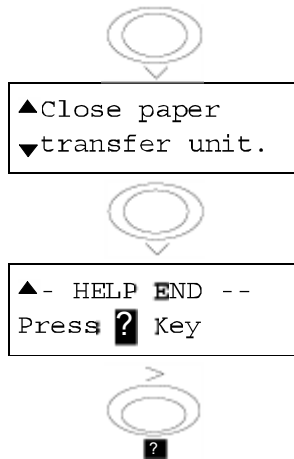 ▲Close paper
▼transfer unit.
▲- HELP END --
Press ? Key
>
?